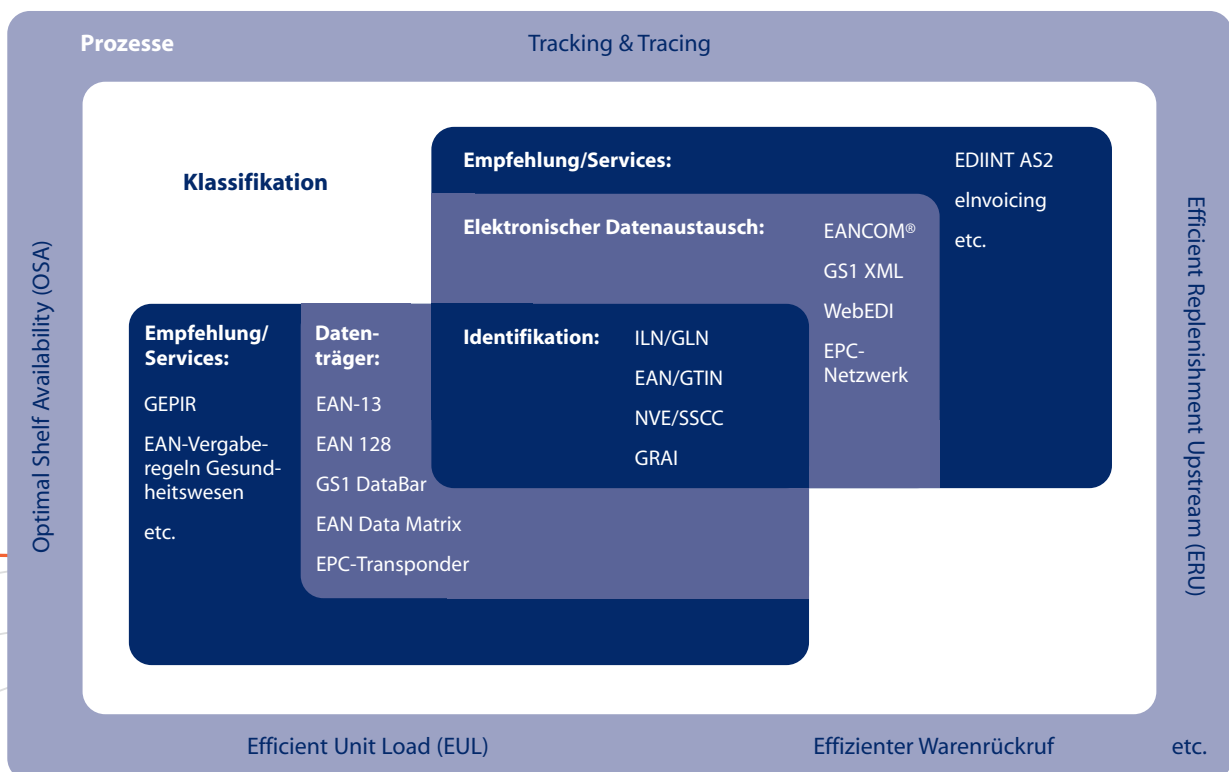 Prozesse
Tracking & Tracing
Optimal Shelf Availability (OSA)
Klassifikation
Empfehlung/Services:
EDIINT AS2
eInvoicing
etc.
Elektronischer Datenaustausch:
EANCOM®
GS1 XML
WebEDI
EPC-
Netzwerk
Empfehlung/
Services:
GEPIR
EAN-Vergabe-
regeln Gesund-
heitswesen
etc.
Daten-
träger:
EAN-13
EAN 128
GS1 DataBar
EAN Data Matrix
EPC-Transponder
Identifikation:
ILN/GLN
EAN/GTIN
NVE/SSCC
GRAI
Efficient Replenishment Upstream (ERU)
Efficient Unit Load (EUL)
Effizienter Warenrückruf
etc.